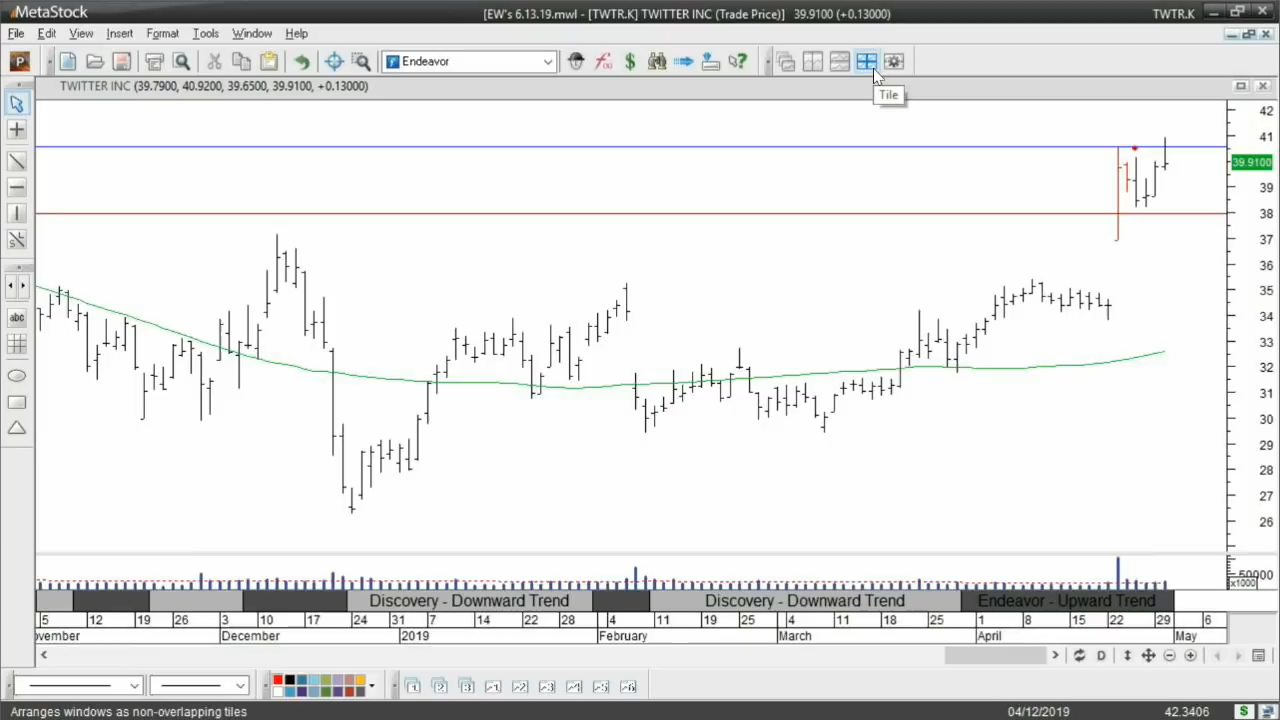 MetaStock
[EW's 6.13.19.mwl - [TWTR.K] TWITTER INC (Trade Price)] 39.9100 (+0.13000)
TWTR.K
File Edit View Insert Format Tools Window Help
P
Endeavor
Tile
TWITTER INC (39.7900, 40.9200, 39.6500, 39.9100, +0.13000)
42
41
39.9100
39
38
37
36
35
34
33
32
31
30
29
28
27
26
abc
50000
x1000
Discovery - Downward Trend
Discovery - Downward Trend
Endeavor - Upward Trend
5 12 19 26 3 10 17 24 31 7 14 22 28 4 11 19 25 4 11 18 25 1 8 15 22 29 6
ovember December 2019 February March April May
D
1 2 3
Arranges windows as non-overlapping tiles
04/12/2019
42.3406
$